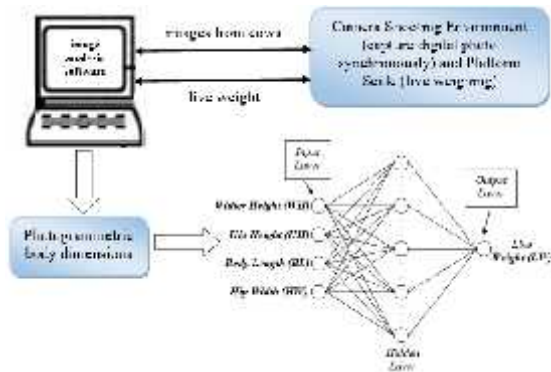 image
analysis
software
images from cows
live weight
Camera Shooting Environment
(capture digital photo
synchronously) and Platform
Scale (live weighing)
Input
Layer
Output
Layer
Wither Height (WH)
Hip Height (HH)
Body Length (BL)
Hip Width (HW)
Live
Weight (LW)
Photogrammetric
body dimensions
Hidden
Layer